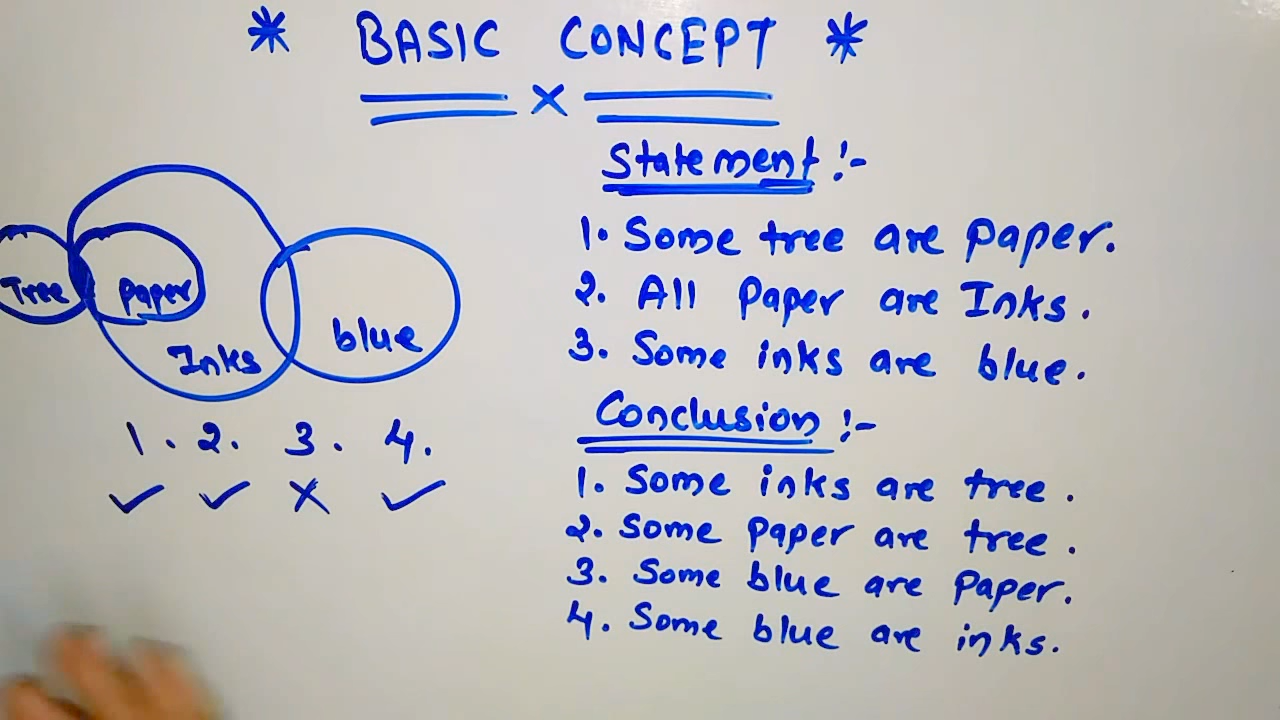 * BASIC CONCEPT *
x
Statement :-
1. Some tree are paper.
2. All Paper are Inks.
3. Some inks are blue.
Conclusion :-
1. Some inks are tree.
2. Some Paper are tree.
3. Some blue are Paper.
4. Some blue are inks.
Tree Paper
Inks blue
1. 2. 3. 4.
✓ ✓ X ✓